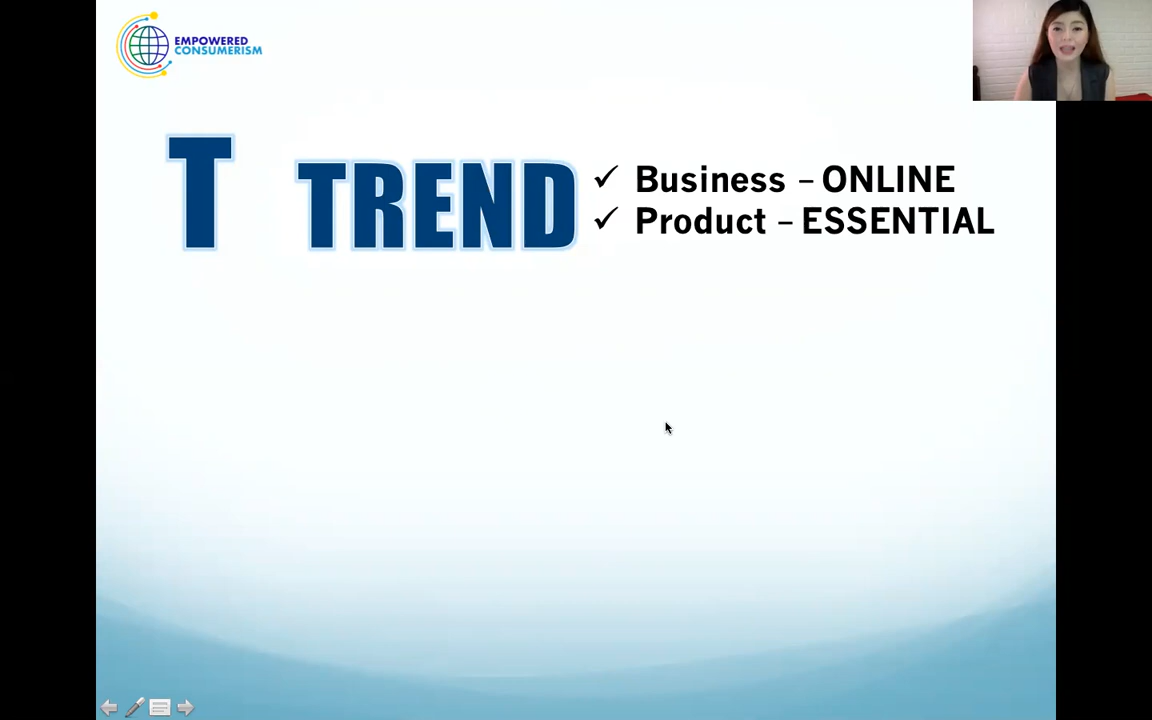 EMPOWERED
CONSUMERISM
T TREND
✓ Business – ONLINE
✓ Product – ESSENTIAL